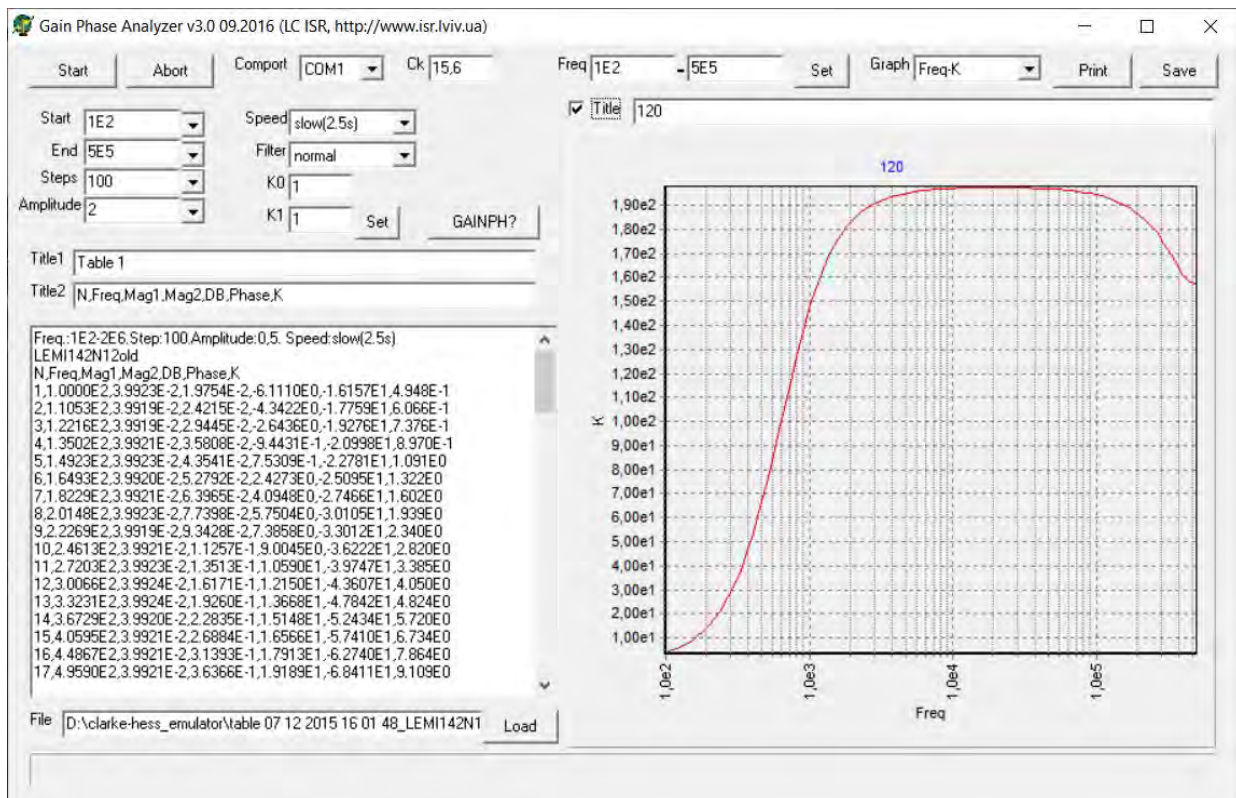 Gain Phase Analyzer v3.0 09.2016 (LC ISR, http://www.isr.lviv.ua)
Start Abort Comport COM1 Ck 15,6
Start 1E2 Speed slow(2.5s)
End 5E5 Filter normal
Steps 100 K0 1
Amplitude 2 K1 1 Set GAINPH?
Title1 Table 1
Title2 N,Freq,Mag1,Mag2,DB,Phase,K
Freq.:1E2-2E6,Step:100,Amplitude:0,5. Speed:slow(2.5s)
LEMI142N12old
N,Freq,Mag1,Mag2,DB,Phase,K
1,1.0000E2,3.9923E-2,1.9754E-2,-6.1110E0,-1.6157E1,4.948E-1
2,1.1053E2,3.9919E-2,2.4215E-2,-4.3422E0,-1.7759E1,6.066E-1
3,1.2216E2,3.9919E-2,2.9445E-2,-2.6436E0,-1.9276E1,7.376E-1
4,1.3502E2,3.9921E-2,3.5808E-2,-9.4431E-1,-2.0998E1,8.970E-1
5,1.4923E2,3.9923E-2,4.3541E-2,7.5309E-1,-2.2781E1,1.091E0
6,1.6493E2,3.9920E-2,5.2792E-2,2.4273E0,-2.5095E1,1.322E0
7,1.8229E2,3.9921E-2,6.3965E-2,4.0948E0,-2.7466E1,1.602E0
8,2.0148E2,3.9923E-2,7.7398E-2,5.7504E0,-3.0105E1,1.939E0
9,2.2269E2,3.9919E-2,9.3428E-2,7.3858E0,-3.3012E1,2.340E0
10,2.4613E2,3.9921E-2,1.1257E-1,9.0045E0,-3.6222E1,2.820E0
11,2.7203E2,3.9923E-2,1.3513E-1,1.0590E1,-3.9747E1,3.385E0
12,3.0066E2,3.9924E-2,1.6171E-1,1.2150E1,-4.3607E1,4.050E0
13,3.3231E2,3.9924E-2,1.9260E-1,1.3668E1,-4.7842E1,4.824E0
14,3.6729E2,3.9920E-2,2.2835E-1,1.5148E1,-5.2434E1,5.720E0
15,4.0595E2,3.9921E-2,2.6884E-1,1.6566E1,-5.7410E1,6.734E0
16,4.4867E2,3.9921E-2,3.1393E-1,1.7913E1,-6.2740E1,7.864E0
17,4.9590E2,3.9921E-2,3.6366E-1,1.9189E1,-6.8411E1,9.109E0
File D:\clarke-hess_emulator\table 07 12 2015 16 01 48_LEMI142N1 Load
Freq 1E2 - 5E5 Set Graph Freq-K Print Save
Title 120
120
1,90e2
1,80e2
1,70e2
1,60e2
1,50e2
1,40e2
1,30e2
1,20e2
1,10e2
1,00e2
9,00e1
8,00e1
7,00e1
6,00e1
5,00e1
4,00e1
3,00e1
2,00e1
1,00e1
K
1,0e2 1,0e3 1,0e4 1,0e5
Freq